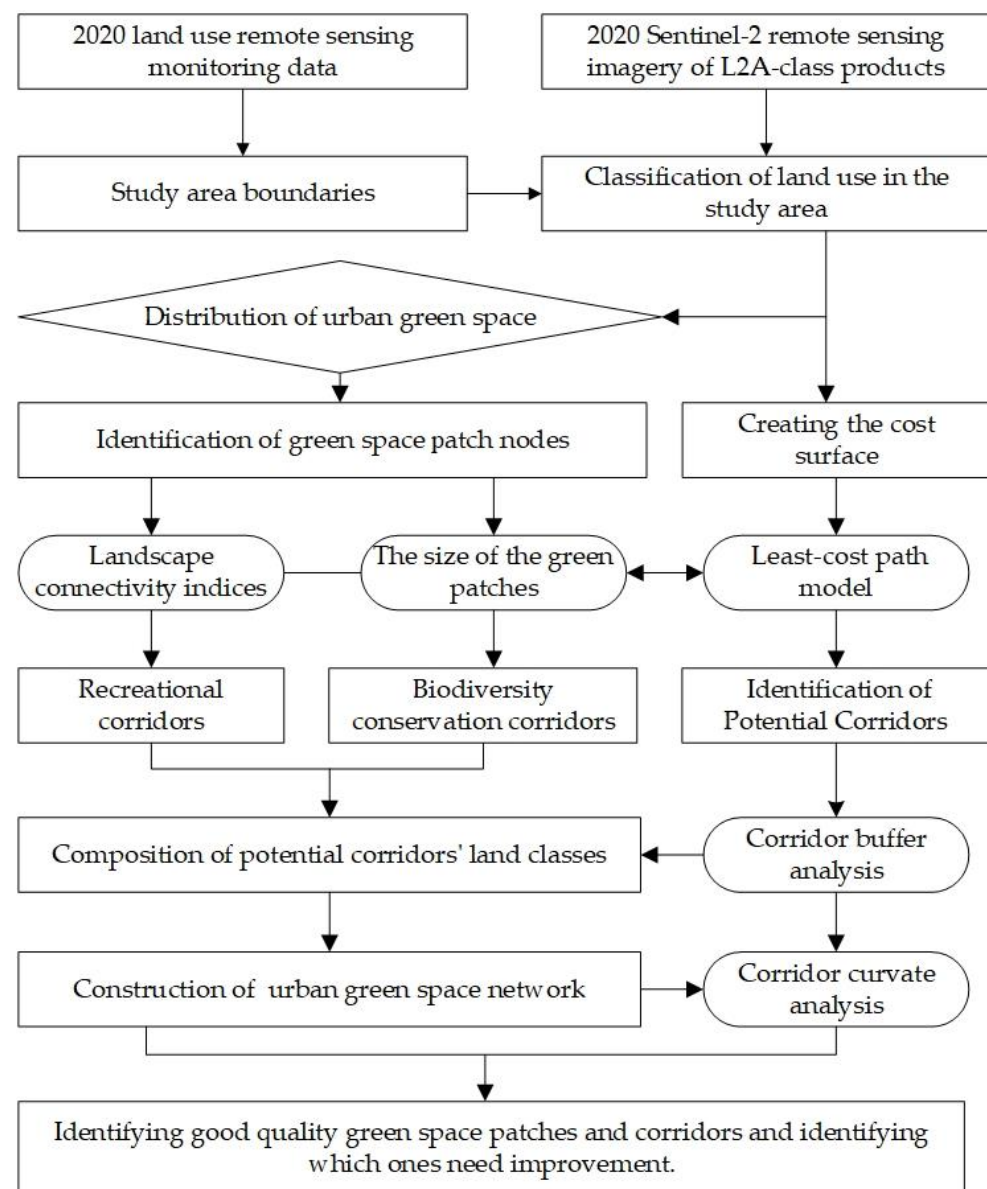 2020 land use remote sensing
monitoring data
2020 Sentinel-2 remote sensing
imagery of L2A-class products
Study area boundaries
Classification of land use in the
study area
Distribution of urban green space
Identification of green space patch nodes
Creating the cost
surface
Landscape
connectivity indices
The size of the green
patches
Least-cost path
model
Recreational
corridors
Biodiversity
conservation corridors
Identification of
Potential Corridors
Composition of potential corridors' land classes
Corridor buffer
analysis
Construction of urban green space network
Corridor curvate
analysis
Identifying good quality green space patches and corridors and identifying
which ones need improvement.